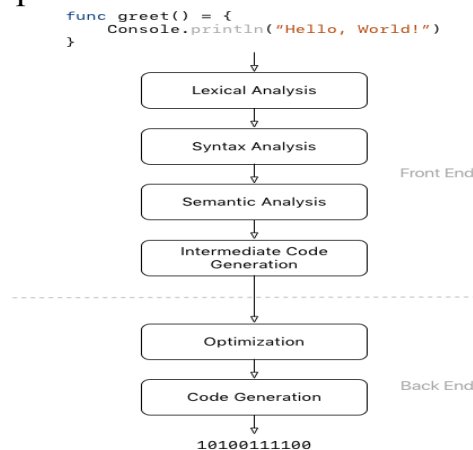 func greet() = {
Console.println("Hello, World!")
}
Lexical Analysis
Syntax Analysis
Front End
Semantic Analysis
Intermediate Code
Generation
Optimization
Back End
Code Generation
10100111100